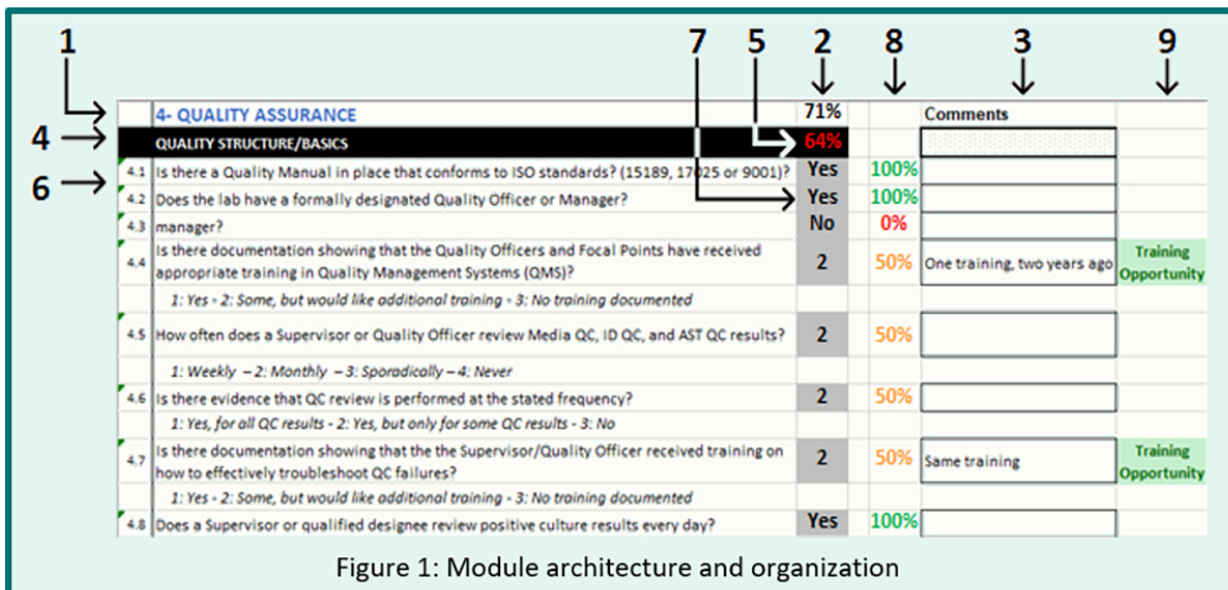 1 7 5 2 8 3 9
4- QUALITY ASSURANCE 71% Comments
4 QUALITY STRUCTURE/BASICS 64%
4.1 Is there a Quality Manual in place that conforms to ISO standards? (15189, 17025 or 9001)? Yes 100%
6
4.2 Does the lab have a formally designated Quality Officer or Manager? Yes 100%
4.3 manager? No 0%
4.4 Is there documentation showing that the Quality Officers and Focal Points have received
appropriate training in Quality Management Systems (QMS)? 2 50% One training, two years ago Training
Opportunity
1: Yes - 2: Some, but would like additional training - 3: No training documented
4.5 How often does a Supervisor or Quality Officer review Media QC, ID QC, and AST QC results? 2 50%
1: Weekly – 2: Monthly – 3: Sporadically – 4: Never
4.6 Is there evidence that QC review is performed at the stated frequency? 2 50%
1: Yes, for all QC results - 2: Yes, but only for some QC results - 3: No
4.7 Is there documentation showing that the the Supervisor/Quality Officer received training on
how to effectively troubleshoot QC failures? 2 50% Same training Training
Opportunity
1: Yes - 2: Some, but would like additional training - 3: No training documented
4.8 Does a Supervisor or qualified designee review positive culture results every day? Yes 100%
Figure 1: Module architecture and organization